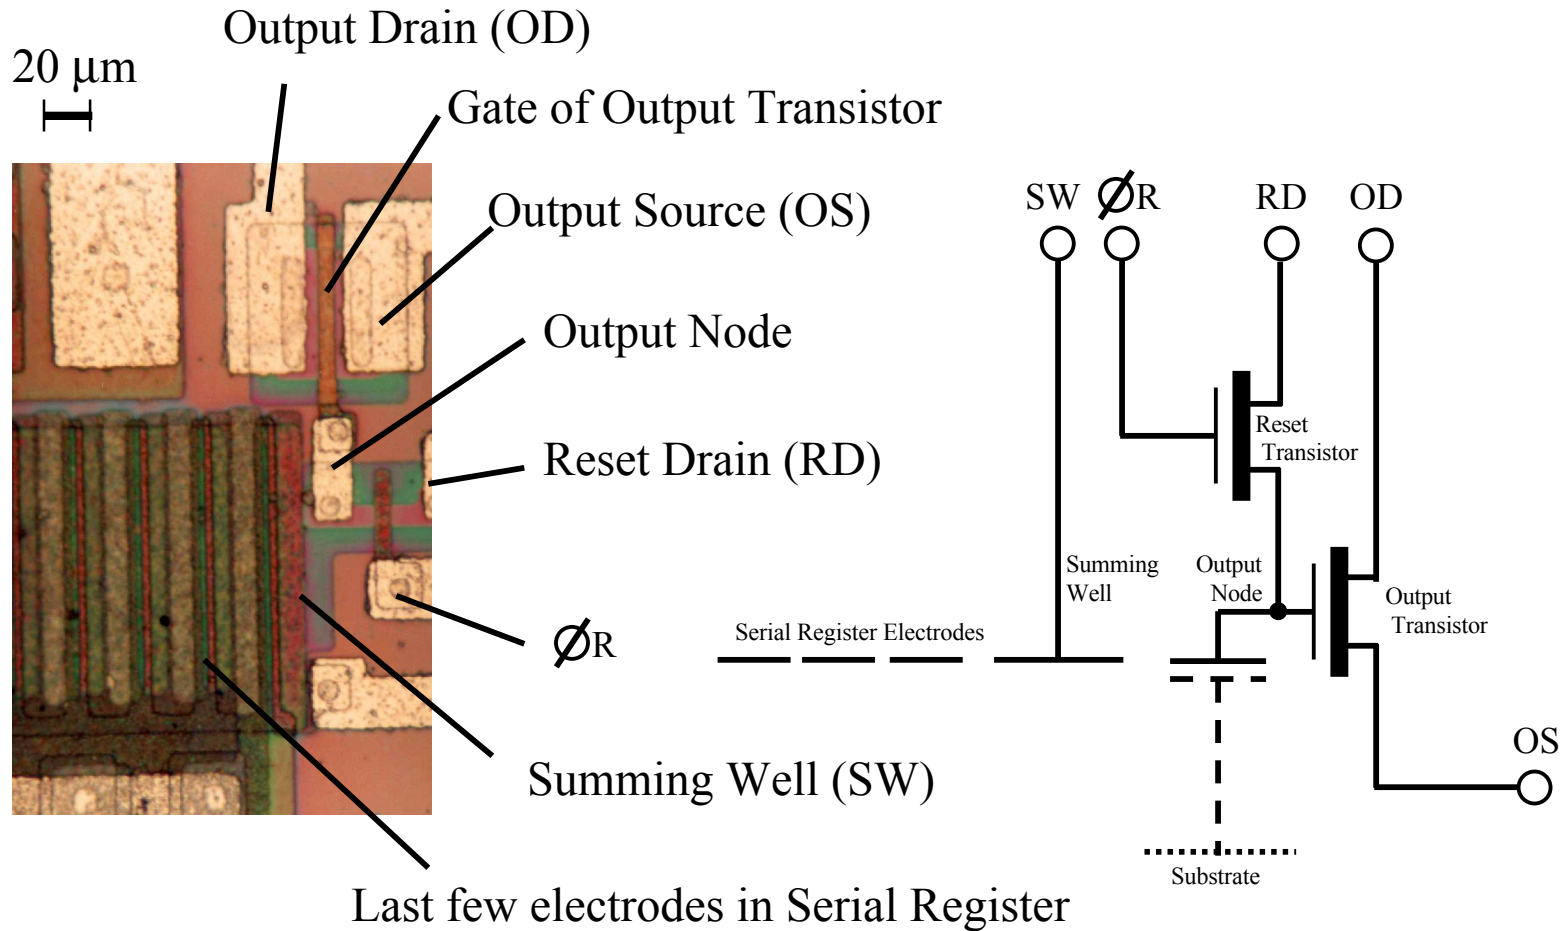 Output Drain (OD)
20 μm
Gate of Output Transistor
Output Source (OS)
Output Node
Reset Drain (RD)
ØR
Summing Well (SW)
Last few electrodes in Serial Register
SW ØR RD OD
Reset
Transistor
Summing
Well
Output
Node
Output
Transistor
Serial Register Electrodes
OS
Substrate